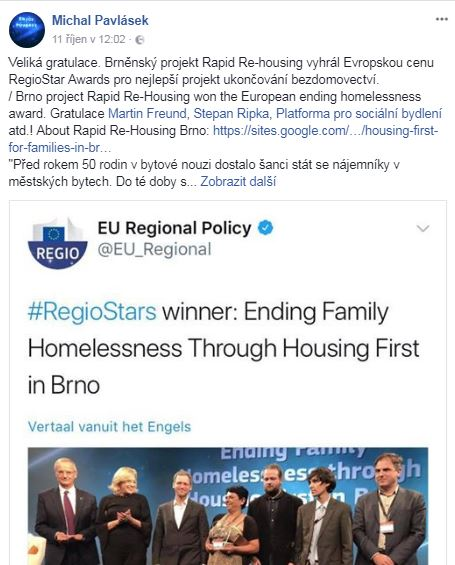 Michal Pavlásek
11 říjen v 12:02
Veliká gratulace. Brněnský projekt Rapid Re-housing vyhrál Evropskou cenu
RegioStar Awards pro nejlepší projekt ukončování bezdomovectví.
/ Brno project Rapid Re-Housing won the European ending homelessness
award. Gratulace Martin Freund, Stepan Ripka, Platforma pro sociální bydlení
atd.! About Rapid Re-Housing Brno: https://sites.google.com/…/housing-first-
for-families-in-br…
"Před rokem 50 rodin v bytové nouzi dostalo šanci stát se nájemníky v
městských bytech. Do té doby s... Zobrazit další
REGIO
EU Regional Policy
@EU_Regional
#RegioStars winner: Ending Family
Homelessness Through Housing First
in Brno
Vertaal vanuit het Engels
Ending Family
omelessness through